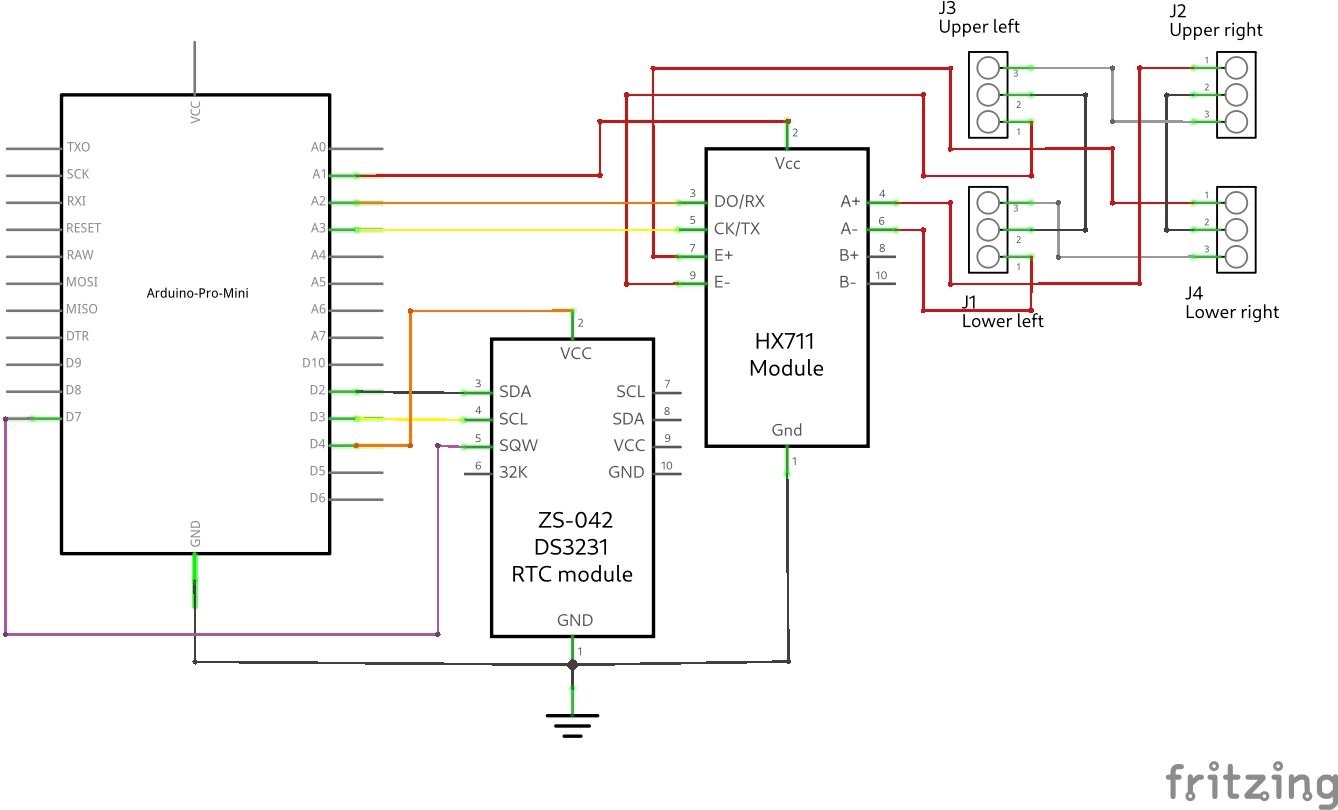 J3
Upper left
J2
Upper right
3
2
1
1
2
3
VCC
2
Vcc
TXO
SCK
RXI
RESET
RAW
MOSI
MISO
DTR
D9
D8
D7
A0
A1
A2
A3
A4
A5
A6
A7
D10
D2
D3
D4
D5
D6
Arduino-Pro-Mini
GND
3 DO/RX
5 CK/TX
7 E+
9 E-
A+ 4
A- 6
B+ 8
B- 10
HX711
Module
Gnd
1
3
2
1
1
2
3
J1
Lower left
J4
Lower right
2
VCC
3 SDA
4 SCL
5 SQW
6 32K
SCL 7
SDA 8
VCC 9
GND 10
ZS-042
DS3231
RTC module
GND
1
fritzing